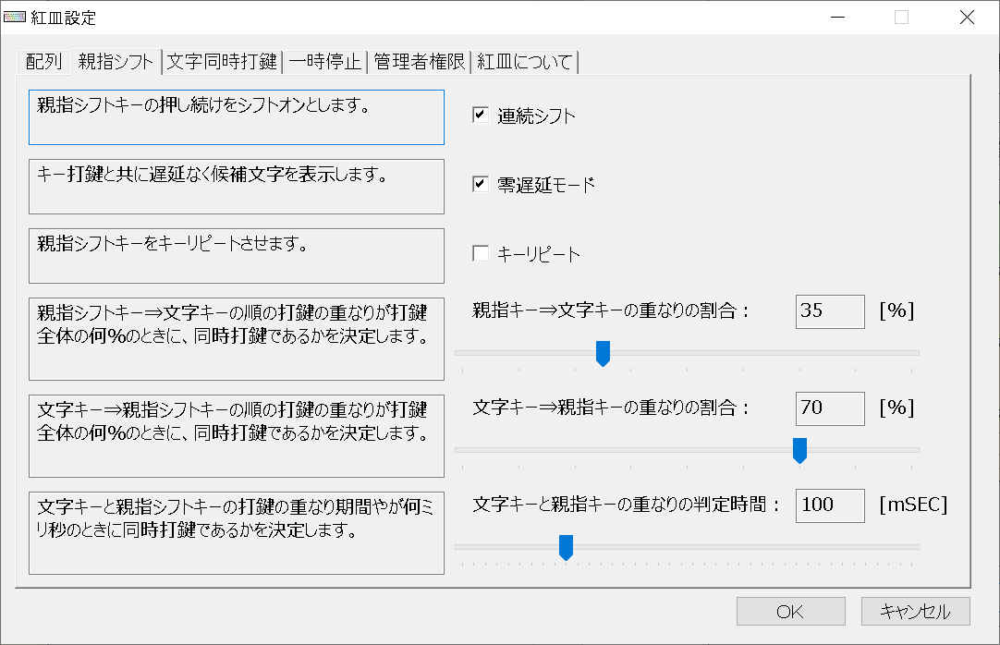 紅皿設定
配列 親指シフト 文字同時打鍵 一時停止 管理者権限 紅皿について
親指シフトキーの押し続けをシフトオンとします。
連続シフト
キー打鍵と共に遅延なく候補文字を表示します。
零遅延モード
親指シフトキーをキーリピートさせます。
キーリピート
親指シフトキー⇒文字キーの順の打鍵の重なりが打鍵
全体の何%のときに、同時打鍵であるかを決定します。
親指キー⇒文字キーの重なりの割合： 35 [%]
文字キー⇒親指シフトキーの順の打鍵の重なりが打鍵
全体の何%のときに、同時打鍵であるかを決定します。
文字キー⇒親指キーの重なりの割合： 70 [%]
文字キーと親指シフトキーの打鍵の重なり期間やが何ミ
リ秒のときに同時打鍵であるかを決定します。
文字キーと親指キーの重なりの判定時間： 100 [mSEC]
OK キャンセル